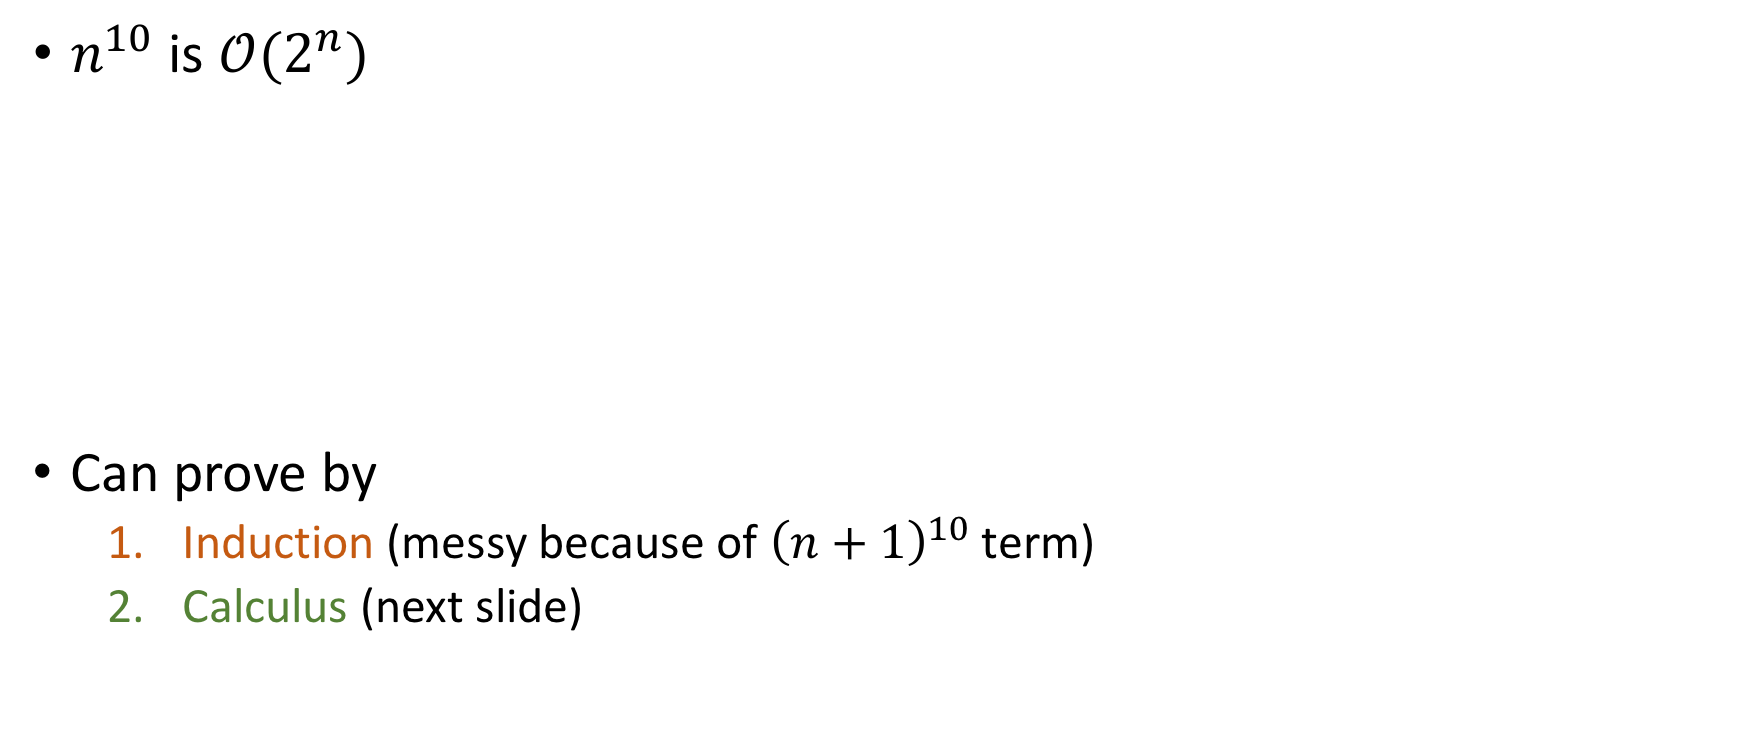 • 𝑛¹⁰ is 𝒪(2ⁿ)
• Can prove by
1. Induction (messy because of (𝑛 + 1)¹⁰ term)
2. Calculus (next slide)